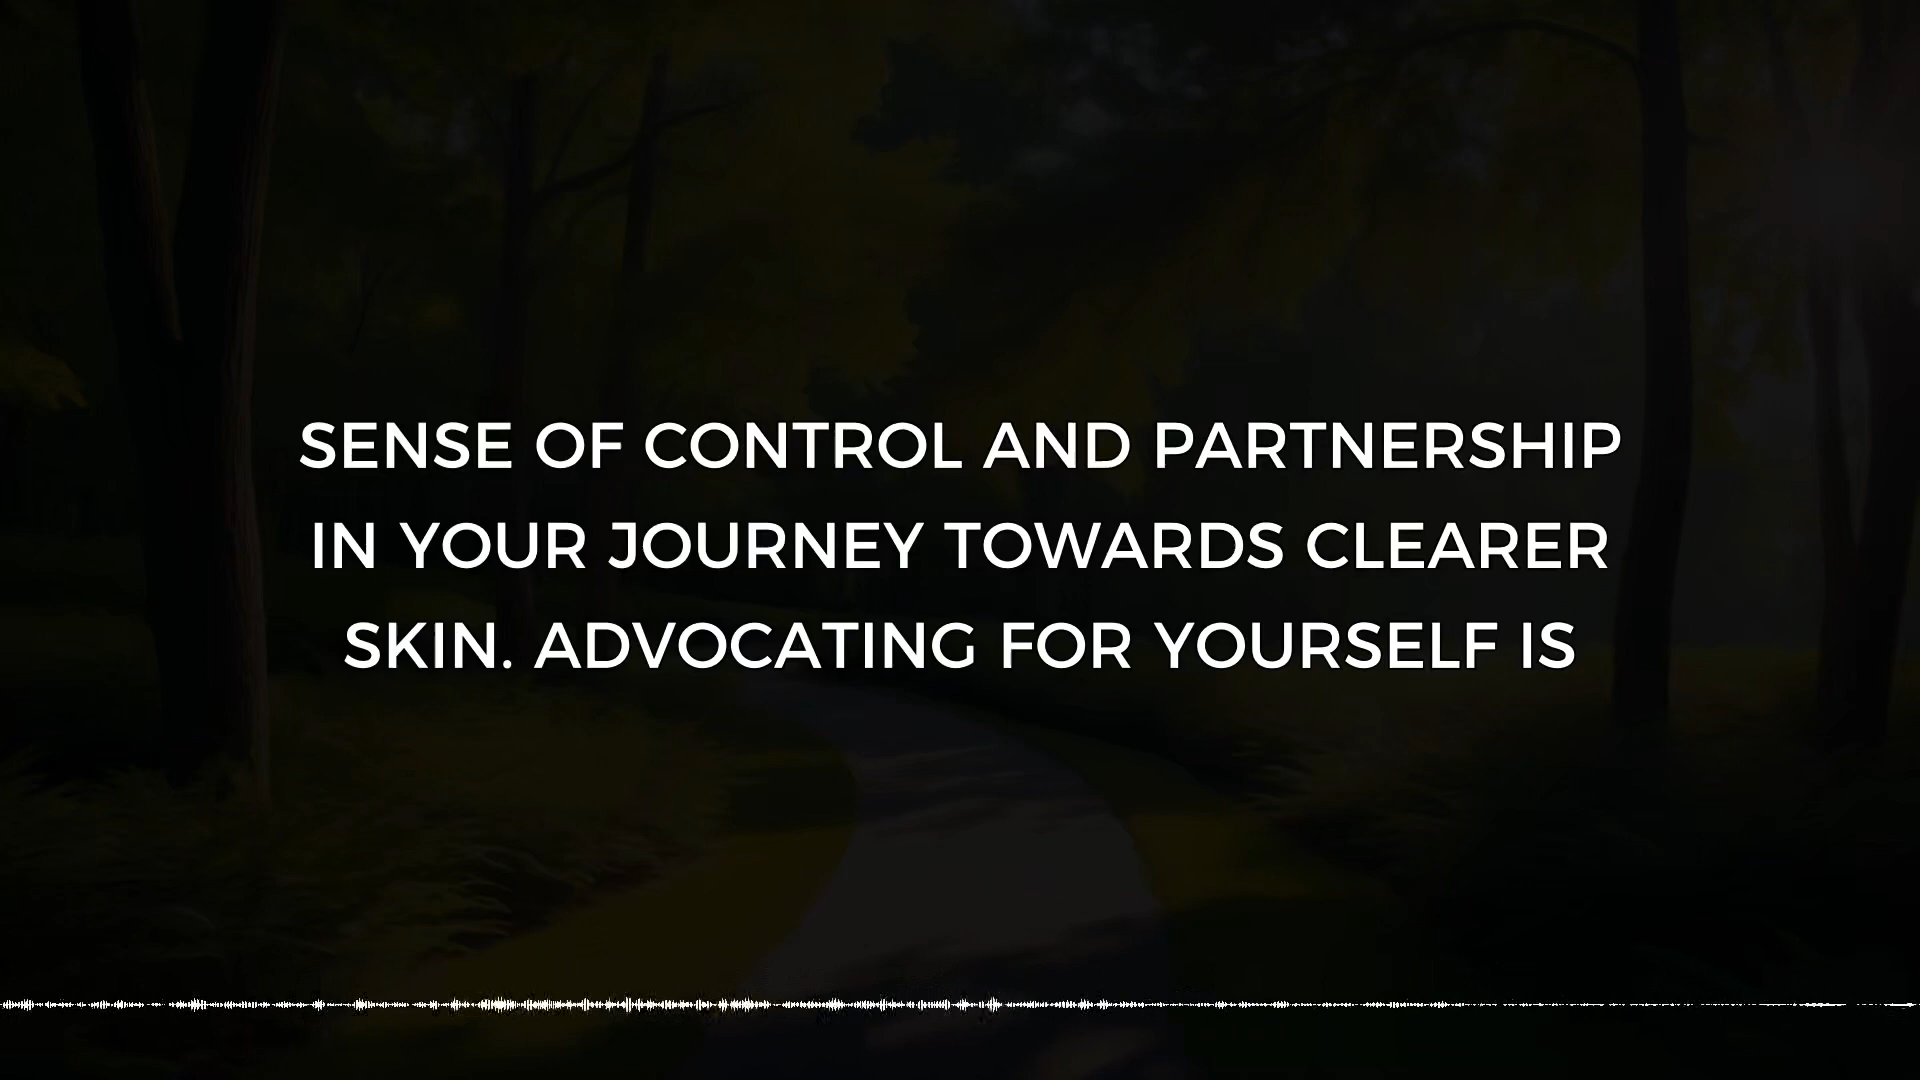 SENSE OF CONTROL AND PARTNERSHIP
IN YOUR JOURNEY TOWARDS CLEARER
SKIN. ADVOCATING FOR YOURSELF IS